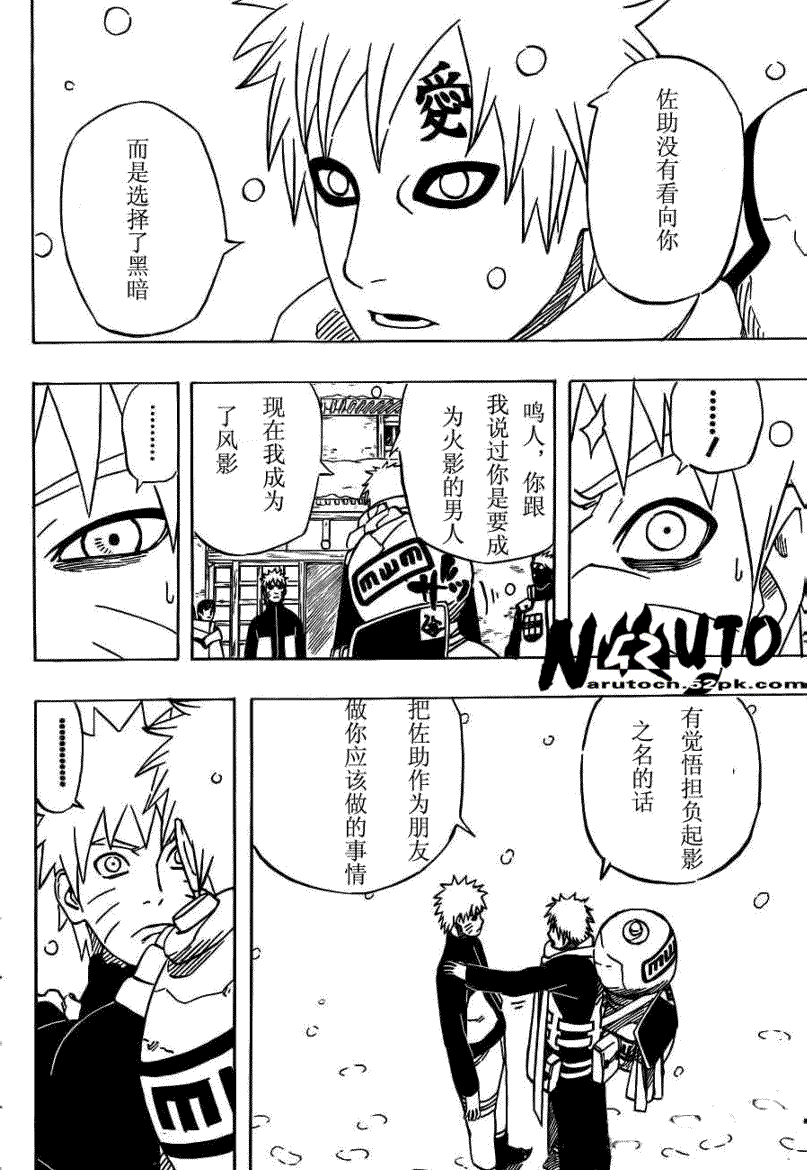 佐助没有看向你
愛
而是选择了黑暗
………
鸣人，你跟
我说过你是要成
为火影的男人
现在我成为
了风影
………
NARUTO
Narutocn.52pk.com
有觉悟担负起影
之名的话
把佐助作为朋友
做你应该做的事情
…………